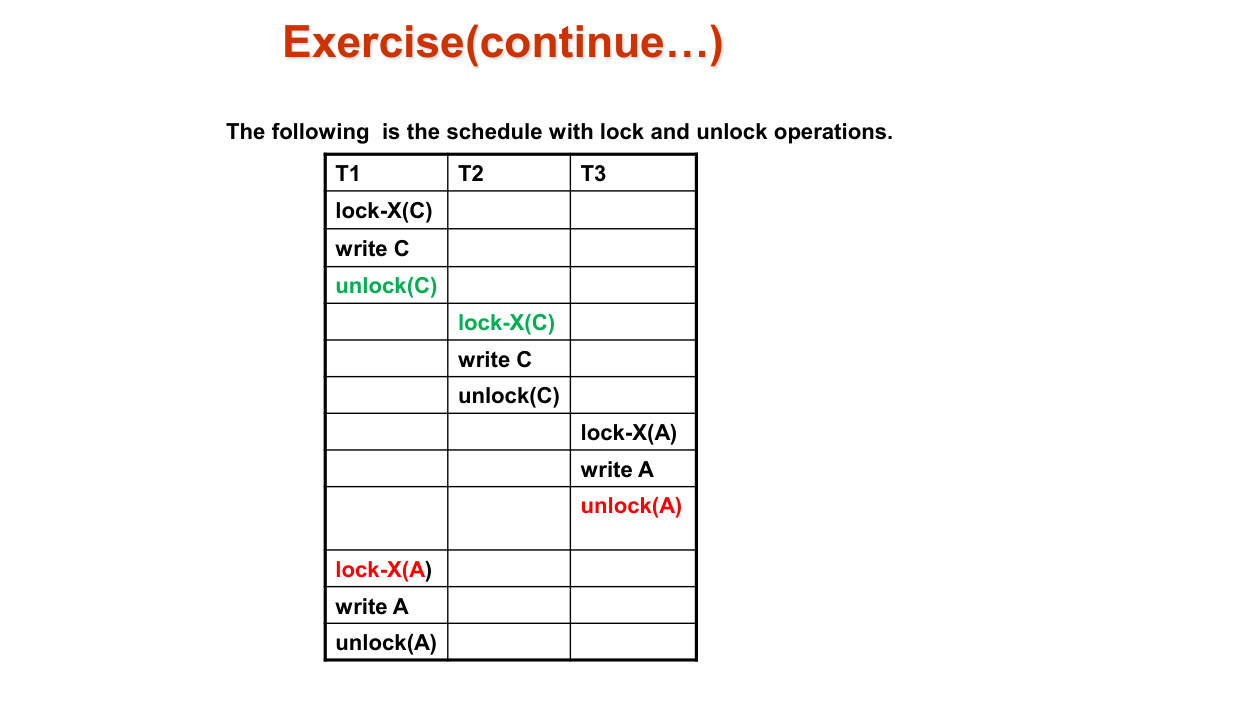 Exercise(continue…)
The following  is the schedule with lock and unlock operations.
T1 T2 T3
lock-X(C)
write C
unlock(C)
lock-X(C)
write C
unlock(C)
lock-X(A)
write A
unlock(A)
lock-X(A)
write A
unlock(A)